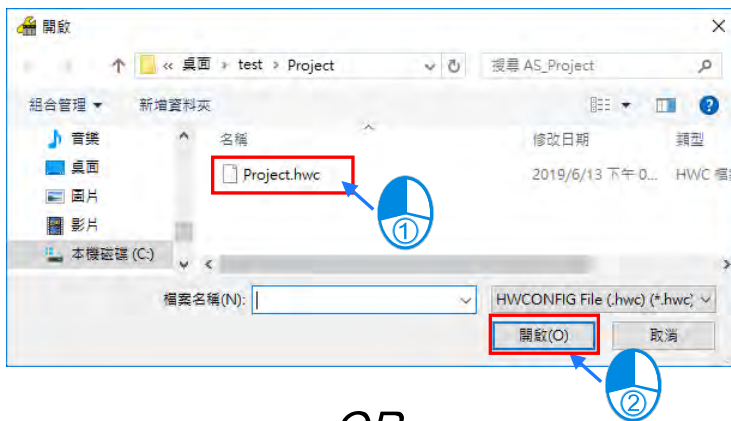 開啟
« 桌面 › test › Project
搜尋 AS_Project
組合管理 ▼ 新增資料夾
名稱 修改日期 類型
音樂
桌面
圖片
影片
本機磁碟 (C:)
Project.hwc 2019/6/13 下午 0... HWC 檔
①
檔案名稱(N):
HWCONFIG File (.hwc) (*.hwc)
開啟(O) 取消
②
OR